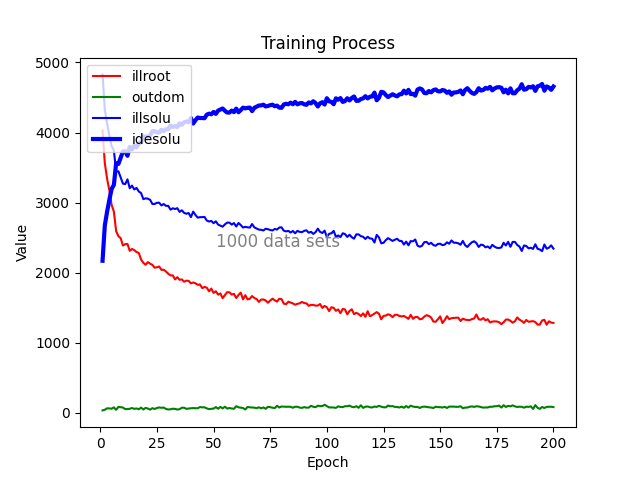 Training Process
5000
4000
3000
2000
1000
0
Value
illroot
outdom
illsolu
idesolu
1000 data sets
0 25 50 75 100 125 150 175 200
Epoch